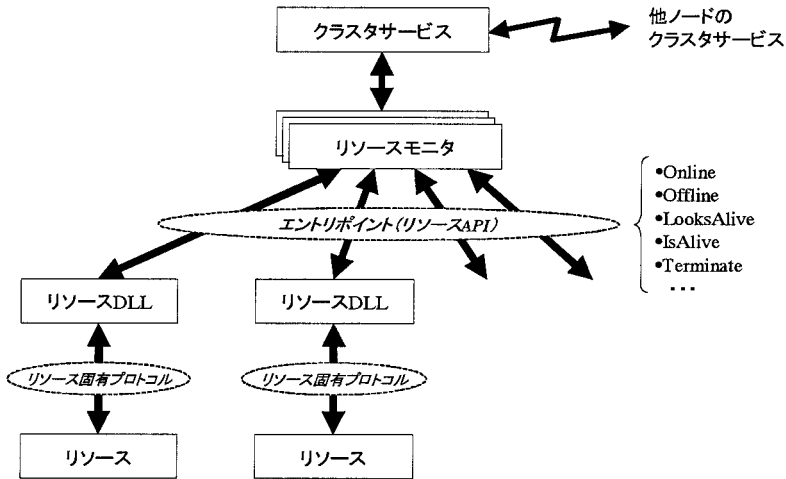 クラスタサービス
他ノードの
クラスタサービス
リソースモニタ
エントリポイント(リソースAPI)
•Online
•Offline
•LooksAlive
•IsAlive
•Terminate
• • •
リソースDLL
リソースDLL
リソース固有プロトコル
リソース固有プロトコル
リソース
リソース